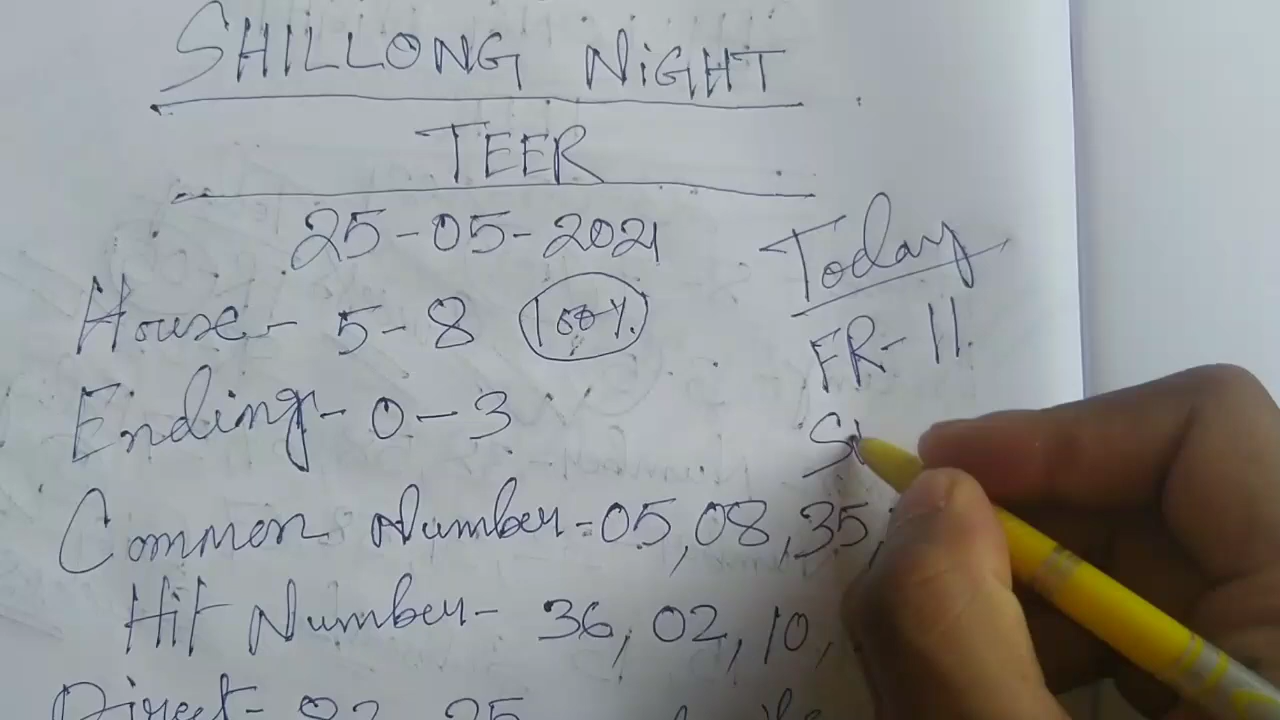 SHILLONG NiGHT
TEER
25-05-2021
House- 5-8 100%.
Ending- 0-3
Common Number=05,08,35,
Hit Number- 36, 02, 10,
Direct-
Today
FR- 11.